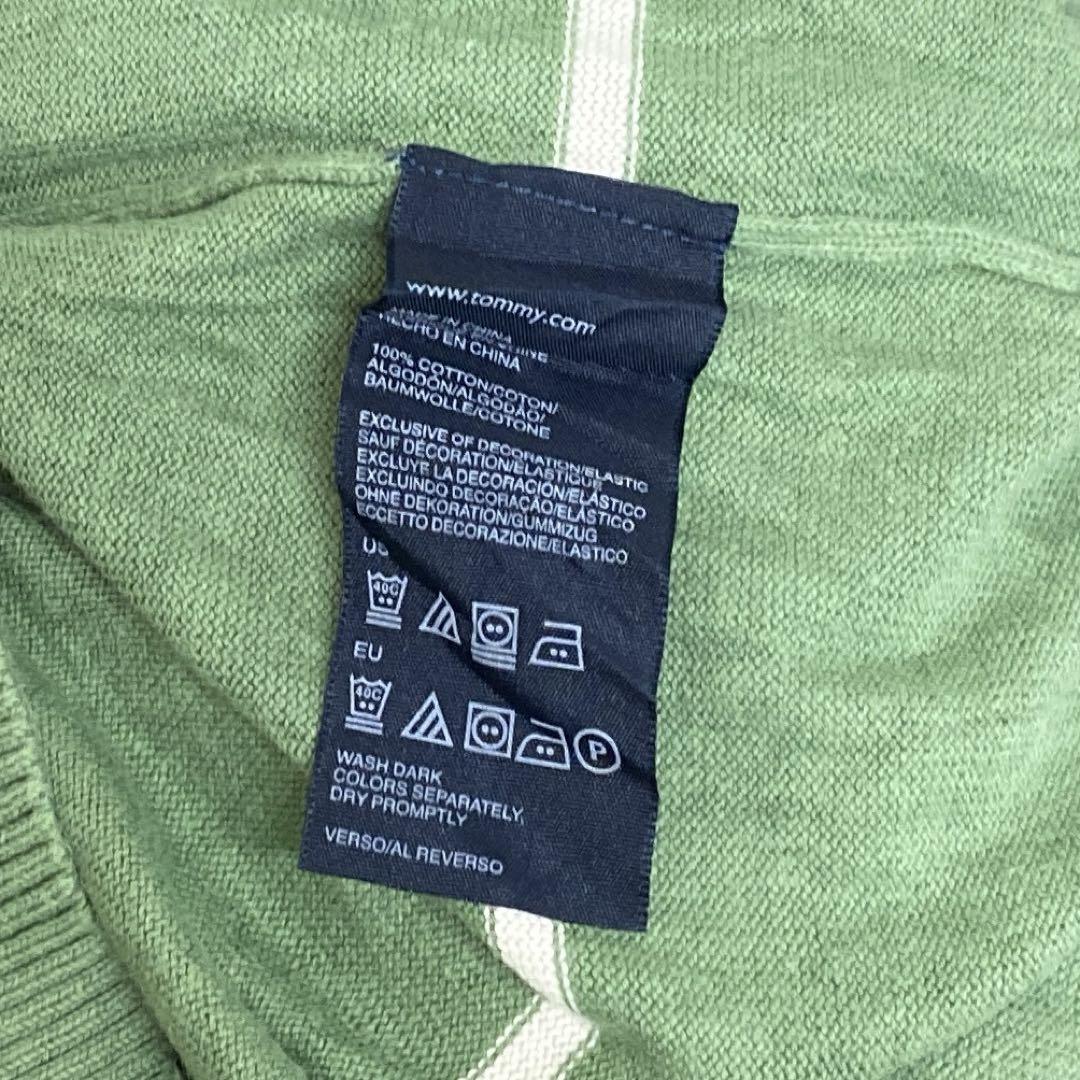 www.tommy.com
HECHO EN CHINA
100% COTTON/COTON/
ALGODÓN/ALGODÃO/
BAUMWOLLE/COTONE
EXCLUSIVE OF DECORATION/ELASTIC
SAUF DÉCORATION/ÉLASTIQUE
EXCLUYE LA DECORACIÓN/ELÁSTICO
EXCLUINDO DECORAÇÃO/ELÁSTICO
OHNE DEKORATION/GUMMIZUG
ECCETTO DECORAZIONE/ELASTICO
US
40C
EU
40C P
WASH DARK
COLORS SEPARATELY,
DRY PROMPTLY
VERSO/AL REVERSO